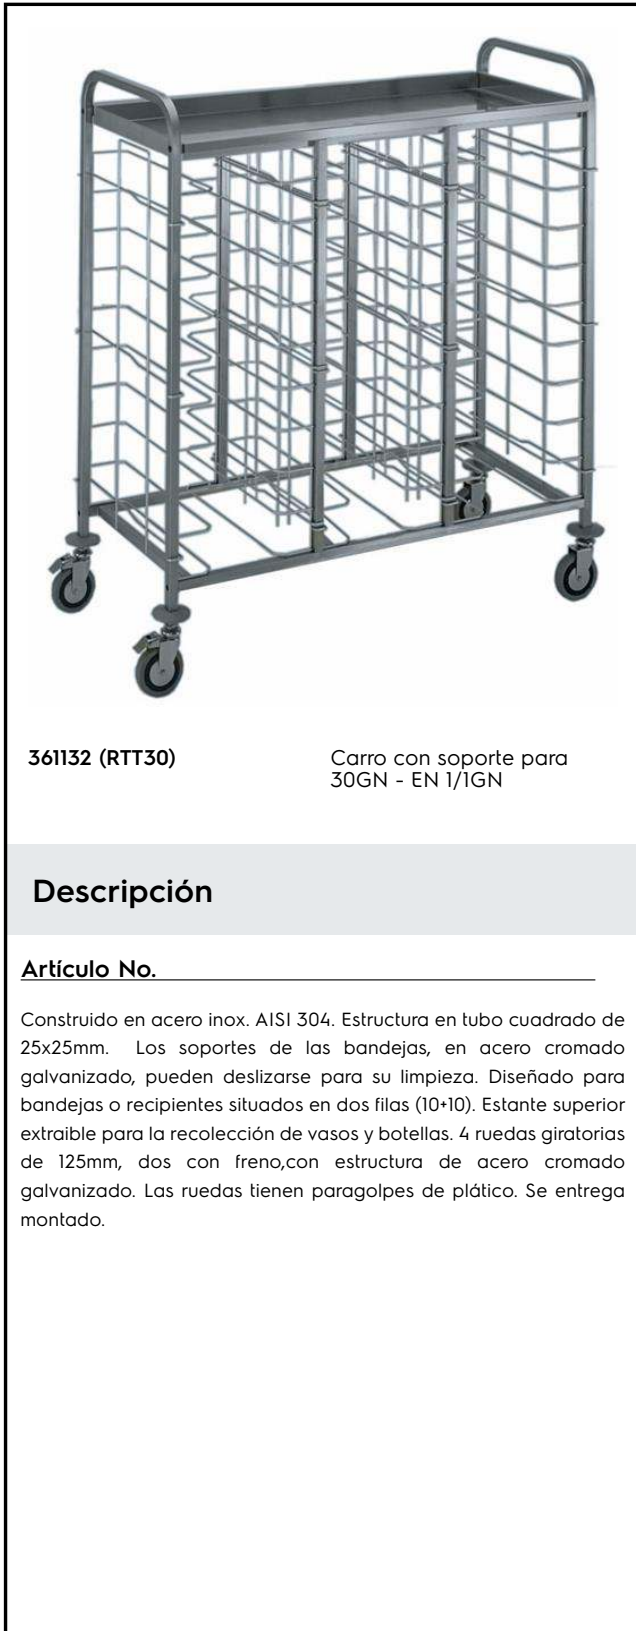 361132 (RTT30)
Carro con soporte para
30GN - EN 1/1GN
Descripción
Artículo No.
Construido en acero inox. AISI 304. Estructura en tubo cuadrado de
25x25mm. Los soportes de las bandejas, en acero cromado
galvanizado, pueden deslizarse para su limpieza. Diseñado para
bandejas o recipientes situados en dos filas (10+10). Estante superior
extraible para la recolección de vasos y botellas. 4 ruedas giratorias
de 125mm, dos con freno,con estructura de acero cromado
galvanizado. Las ruedas tienen paragolpes de plático. Se entrega
montado.